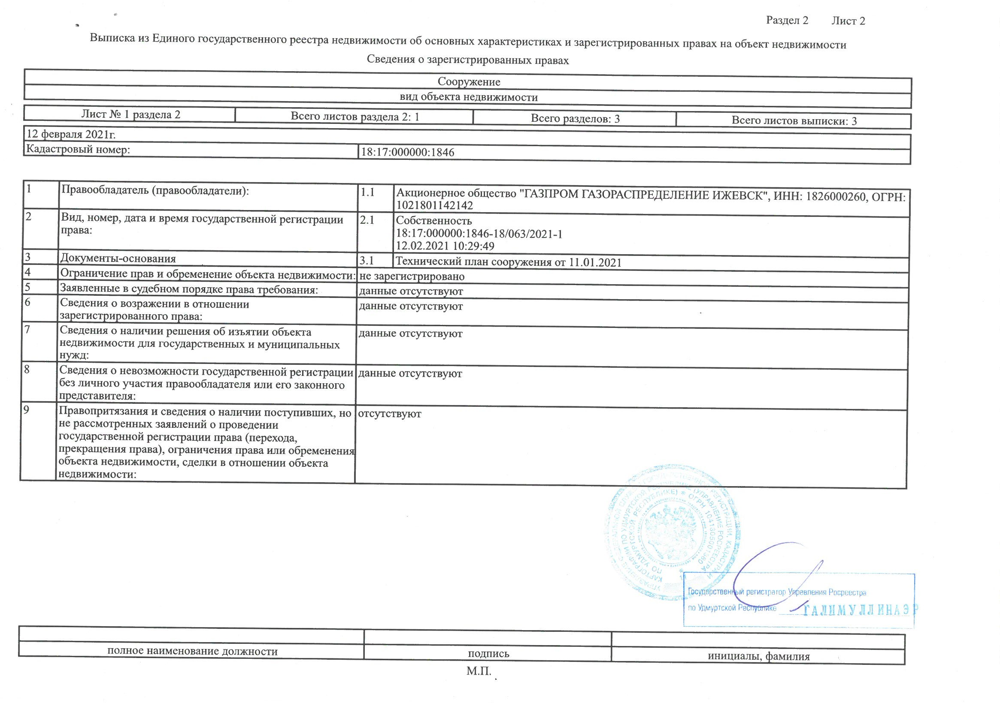 Раздел 2 Лист 2
Выписка из Единого государственного реестра недвижимости об основных характеристиках и зарегистрированных правах на объект недвижимости
Сведения о зарегистрированных правах
Сооружение
вид объекта недвижимости
Лист № 1 раздела 2 Всего листов раздела 2: 1 Всего разделов: 3 Всего листов выписки: 3
12 февраля 2021г.
Кадастровый номер: 18:17:000000:1846
1 Правообладатель (правообладатели): 1.1 Акционерное общество "ГАЗПРОМ ГАЗОРАСПРЕДЕЛЕНИЕ ИЖЕВСК", ИНН: 1826000260, ОГРН:
1021801142142
2 Вид, номер, дата и время государственной регистрации
права:
2.1 Собственность
18:17:000000:1846-18/063/2021-1
12.02.2021 10:29:49
3 Документы-основания 3.1 Технический план сооружения от 11.01.2021
4 Ограничение прав и обременение объекта недвижимости: не зарегистрировано
5 Заявленные в судебном порядке права требования: данные отсутствуют
6 Сведения о возражении в отношении
зарегистрированного права:
данные отсутствуют
7 Сведения о наличии решения об изъятии объекта
недвижимости для государственных и муниципальных
нужд:
данные отсутствуют
8 Сведения о невозможности государственной регистрации
без личного участия правообладателя или его законного
представителя:
данные отсутствуют
9 Правопритязания и сведения о наличии поступивших, но
не рассмотренных заявлений о проведении
государственной регистрации права (перехода,
прекращения права), ограничения права или обременения
объекта недвижимости, сделки в отношении объекта
недвижимости:
отсутствуют
КАРТОГРАФИИ ПО УДМУРТСКОЙ РЕСПУБЛИКЕ (УПРАВЛЕНИЕ РОСРЕЕСТРА
ПО УДМУРТСКОЙ РЕСПУБЛИКЕ) * ОГРН 1041805001380 *
Государственный регистратор Управления Росреестра
по Удмуртской Республике ГАЛИМУЛЛИНА Э Р
полное наименование должности подпись инициалы, фамилия
М.П.